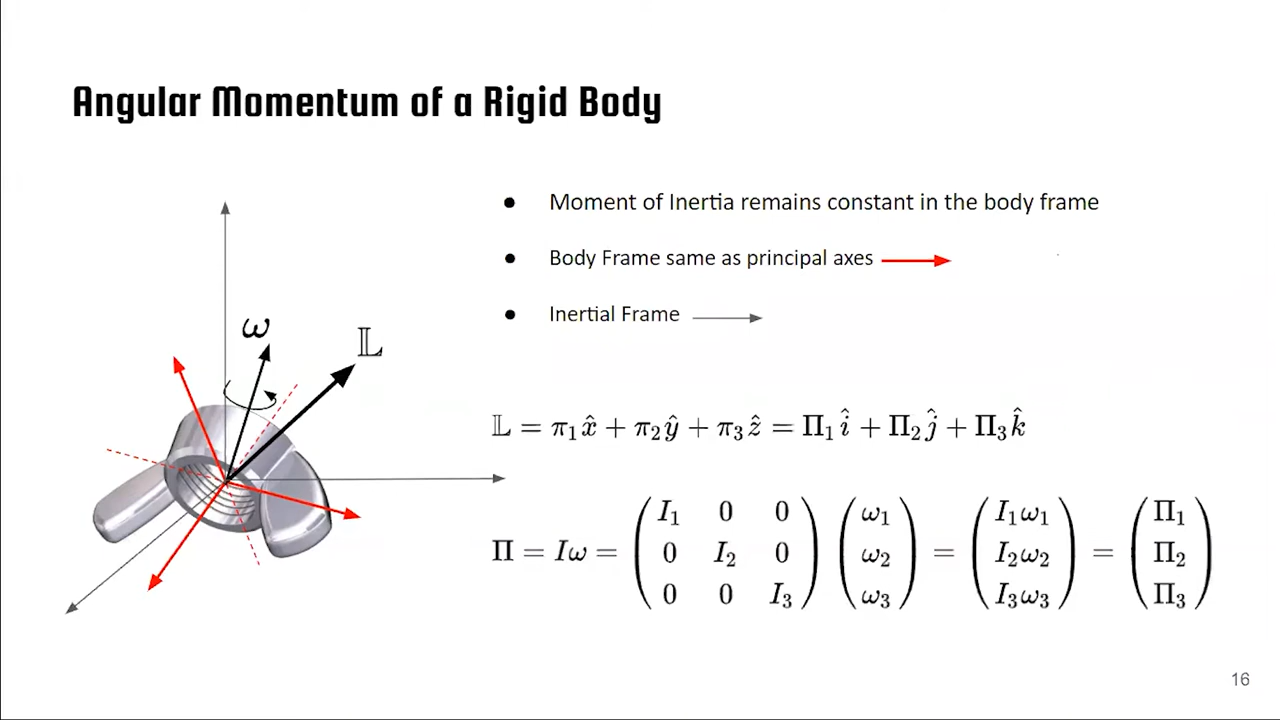 Angular Momentum of a Rigid Body
● Moment of Inertia remains constant in the body frame
● Body Frame same as principal axes
● Inertial Frame
ω
𝕃
𝕃 = π₁x̂ + π₂ŷ + π₃ẑ = Π₁î + Π₂ĵ + Π₃k̂
Π = Iω = ( I₁ 0 0 ; 0 I₂ 0 ; 0 0 I₃ ) ( ω₁ ; ω₂ ; ω₃ ) = ( I₁ω₁ ; I₂ω₂ ; I₃ω₃ ) = ( Π₁ ; Π₂ ; Π₃ )
16